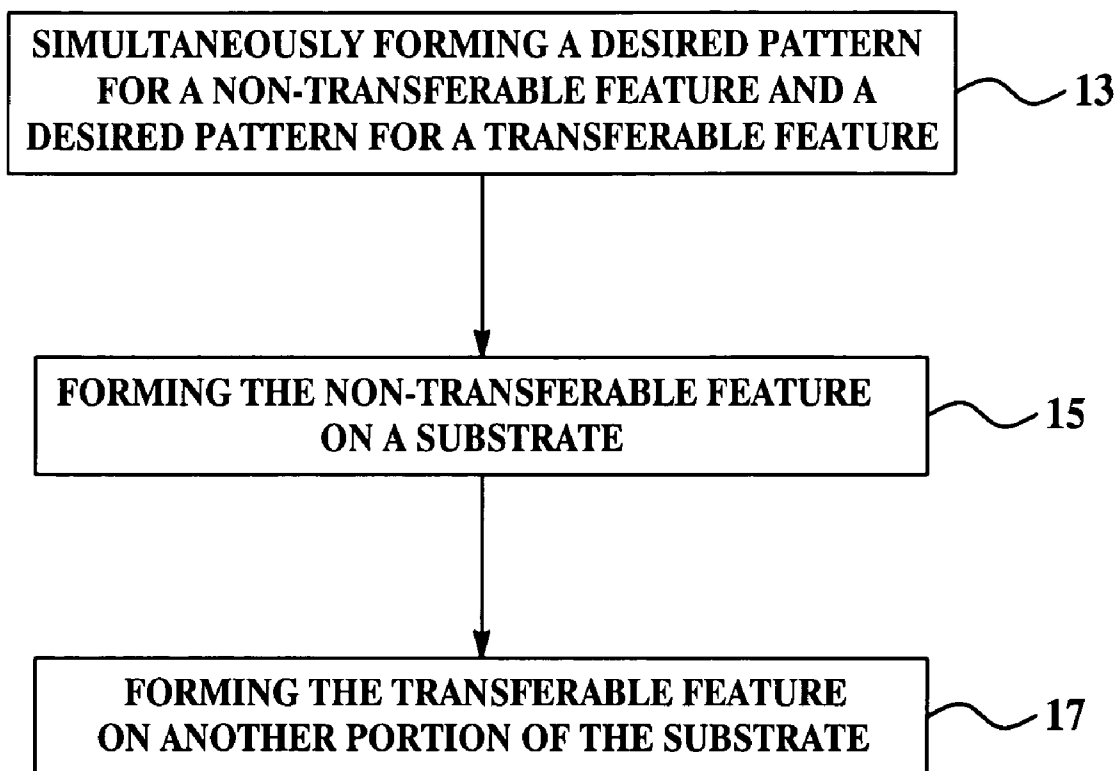 SIMULTANEOUSLY FORMING A DESIRED PATTERN
FOR A NON-TRANSFERABLE FEATURE AND A
DESIRED PATTERN FOR A TRANSFERABLE FEATURE
13
FORMING THE NON-TRANSFERABLE FEATURE
ON A SUBSTRATE
15
FORMING THE TRANSFERABLE FEATURE
ON ANOTHER PORTION OF THE SUBSTRATE
17